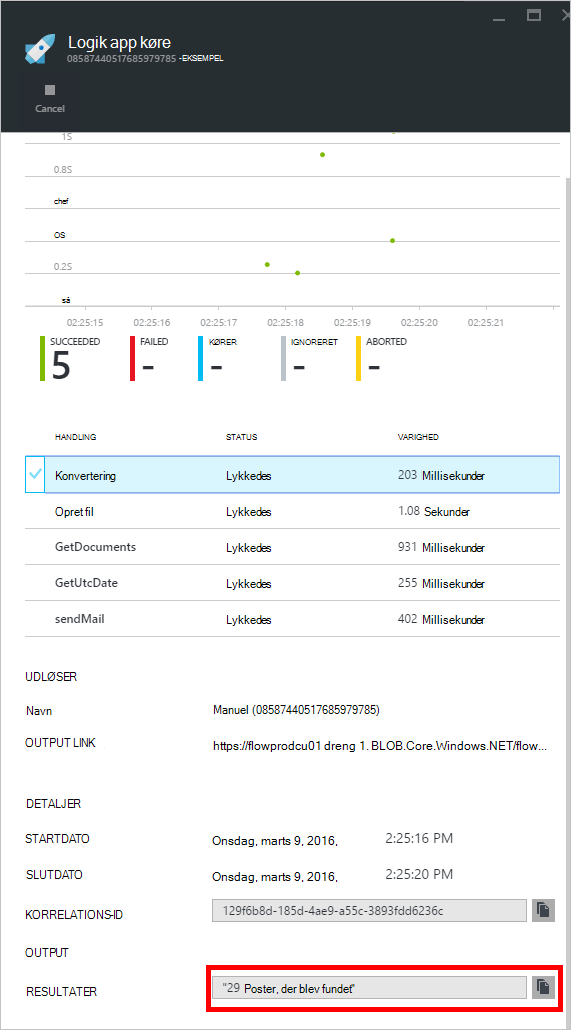 Logik app køre
08587440517685979785 -EKSEMPEL
Cancel
1S
0.8S
chef
OS
0.2S
så
02:25:15 02:25:16 02:25:17 02:25:18 02:25:19 02:25:20 02:25:21
SUCCEEDED FAILED KØRER IGNORERET ABORTED
5 - - - -
HANDLING STATUS VARIGHED
Konvertering Lykkedes 203 Millisekunder
Opret fil Lykkedes 1.08 Sekunder
GetDocuments Lykkedes 931 Millisekunder
GetUtcDate Lykkedes 255 Millisekunder
sendMail Lykkedes 402 Millisekunder
UDLØSER
Navn Manuel (08587440517685979785)
OUTPUT LINK https://flowprodcu01 dreng 1. BLOB.Core.Windows.NET/flow...
DETALJER
STARTDATO Onsdag, marts 9, 2016, 2:25:16 PM
SLUTDATO Onsdag, marts 9, 2016, 2:25:20 PM
KORRELATIONS-ID 129f6b8d-185d-4ae9-a55c-3893fdd6236c
OUTPUT
RESULTATER "29 Poster, der blev fundet"